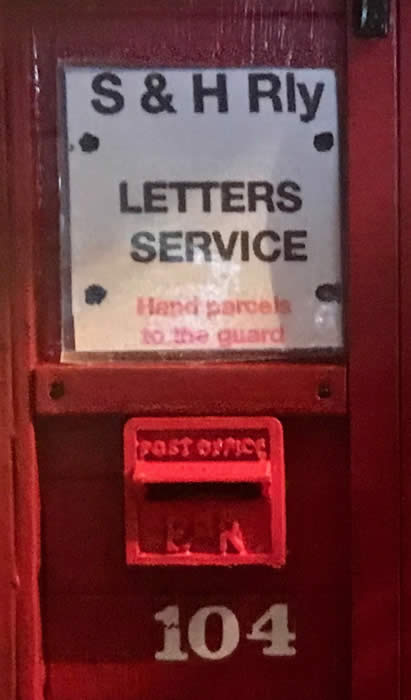 S & H Rly
LETTERS
SERVICE
Hand parcels
to the guard
POST OFFICE
E R
104